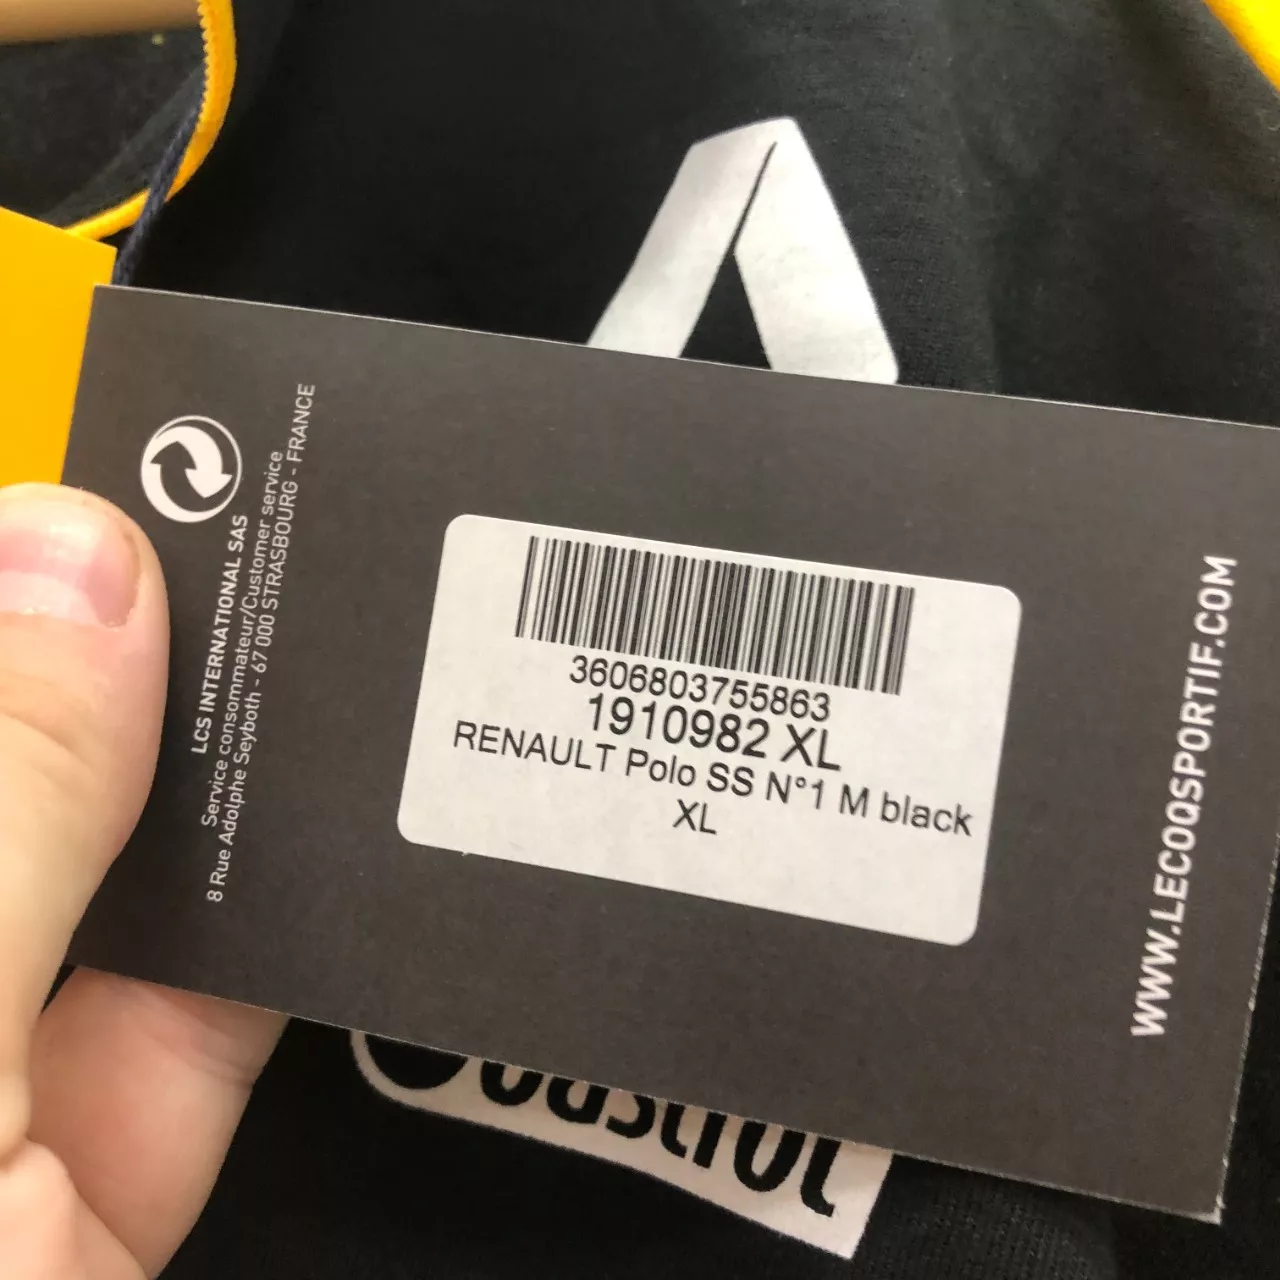 LCS INTERNATIONAL SAS
Service consommateur/Customer service
8 Rue Adolphe Seyboth - 67 000 STRASBOURG - FRANCE
3606803755863
1910982 XL
RENAULT Polo SS N°1 M black
XL
WWW.LECOQSPORTIF.COM
Castrol